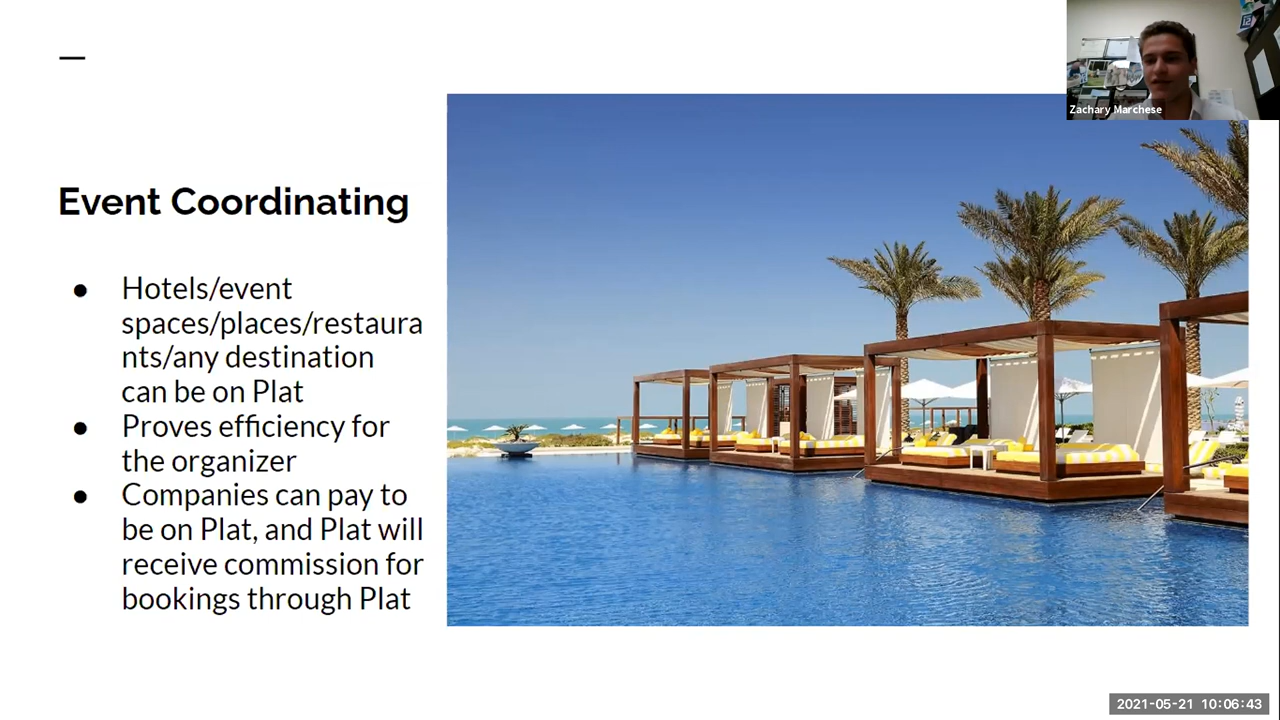 Zachary Marchese
Event Coordinating
● Hotels/event
spaces/places/restaura
nts/any destination
can be on Plat
● Proves efficiency for
the organizer
● Companies can pay to
be on Plat, and Plat will
receive commission for
bookings through Plat
2021-05-21 10:06:43